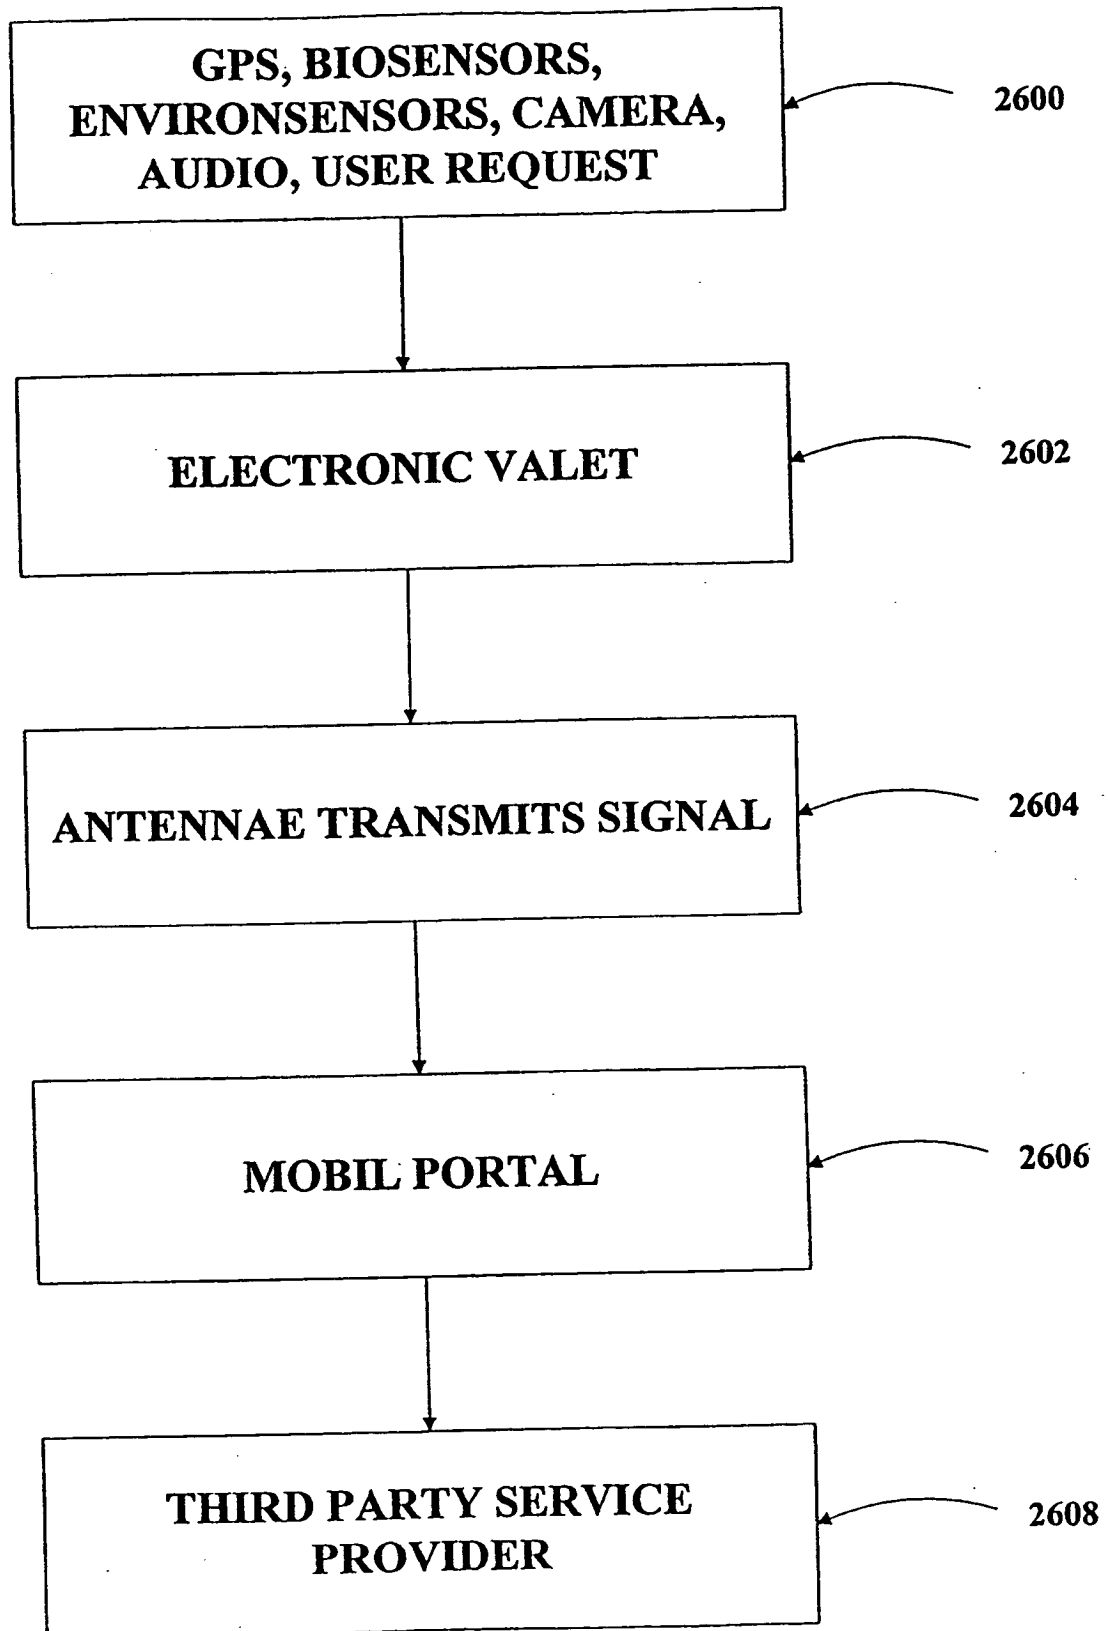 GPS, BIOSENSORS,
ENVIRONSENSORS, CAMERA,
AUDIO, USER REQUEST
2600
ELECTRONIC VALET
2602
ANTENNAE TRANSMITS SIGNAL
2604
MOBIL PORTAL
2606
THIRD PARTY SERVICE
PROVIDER
2608